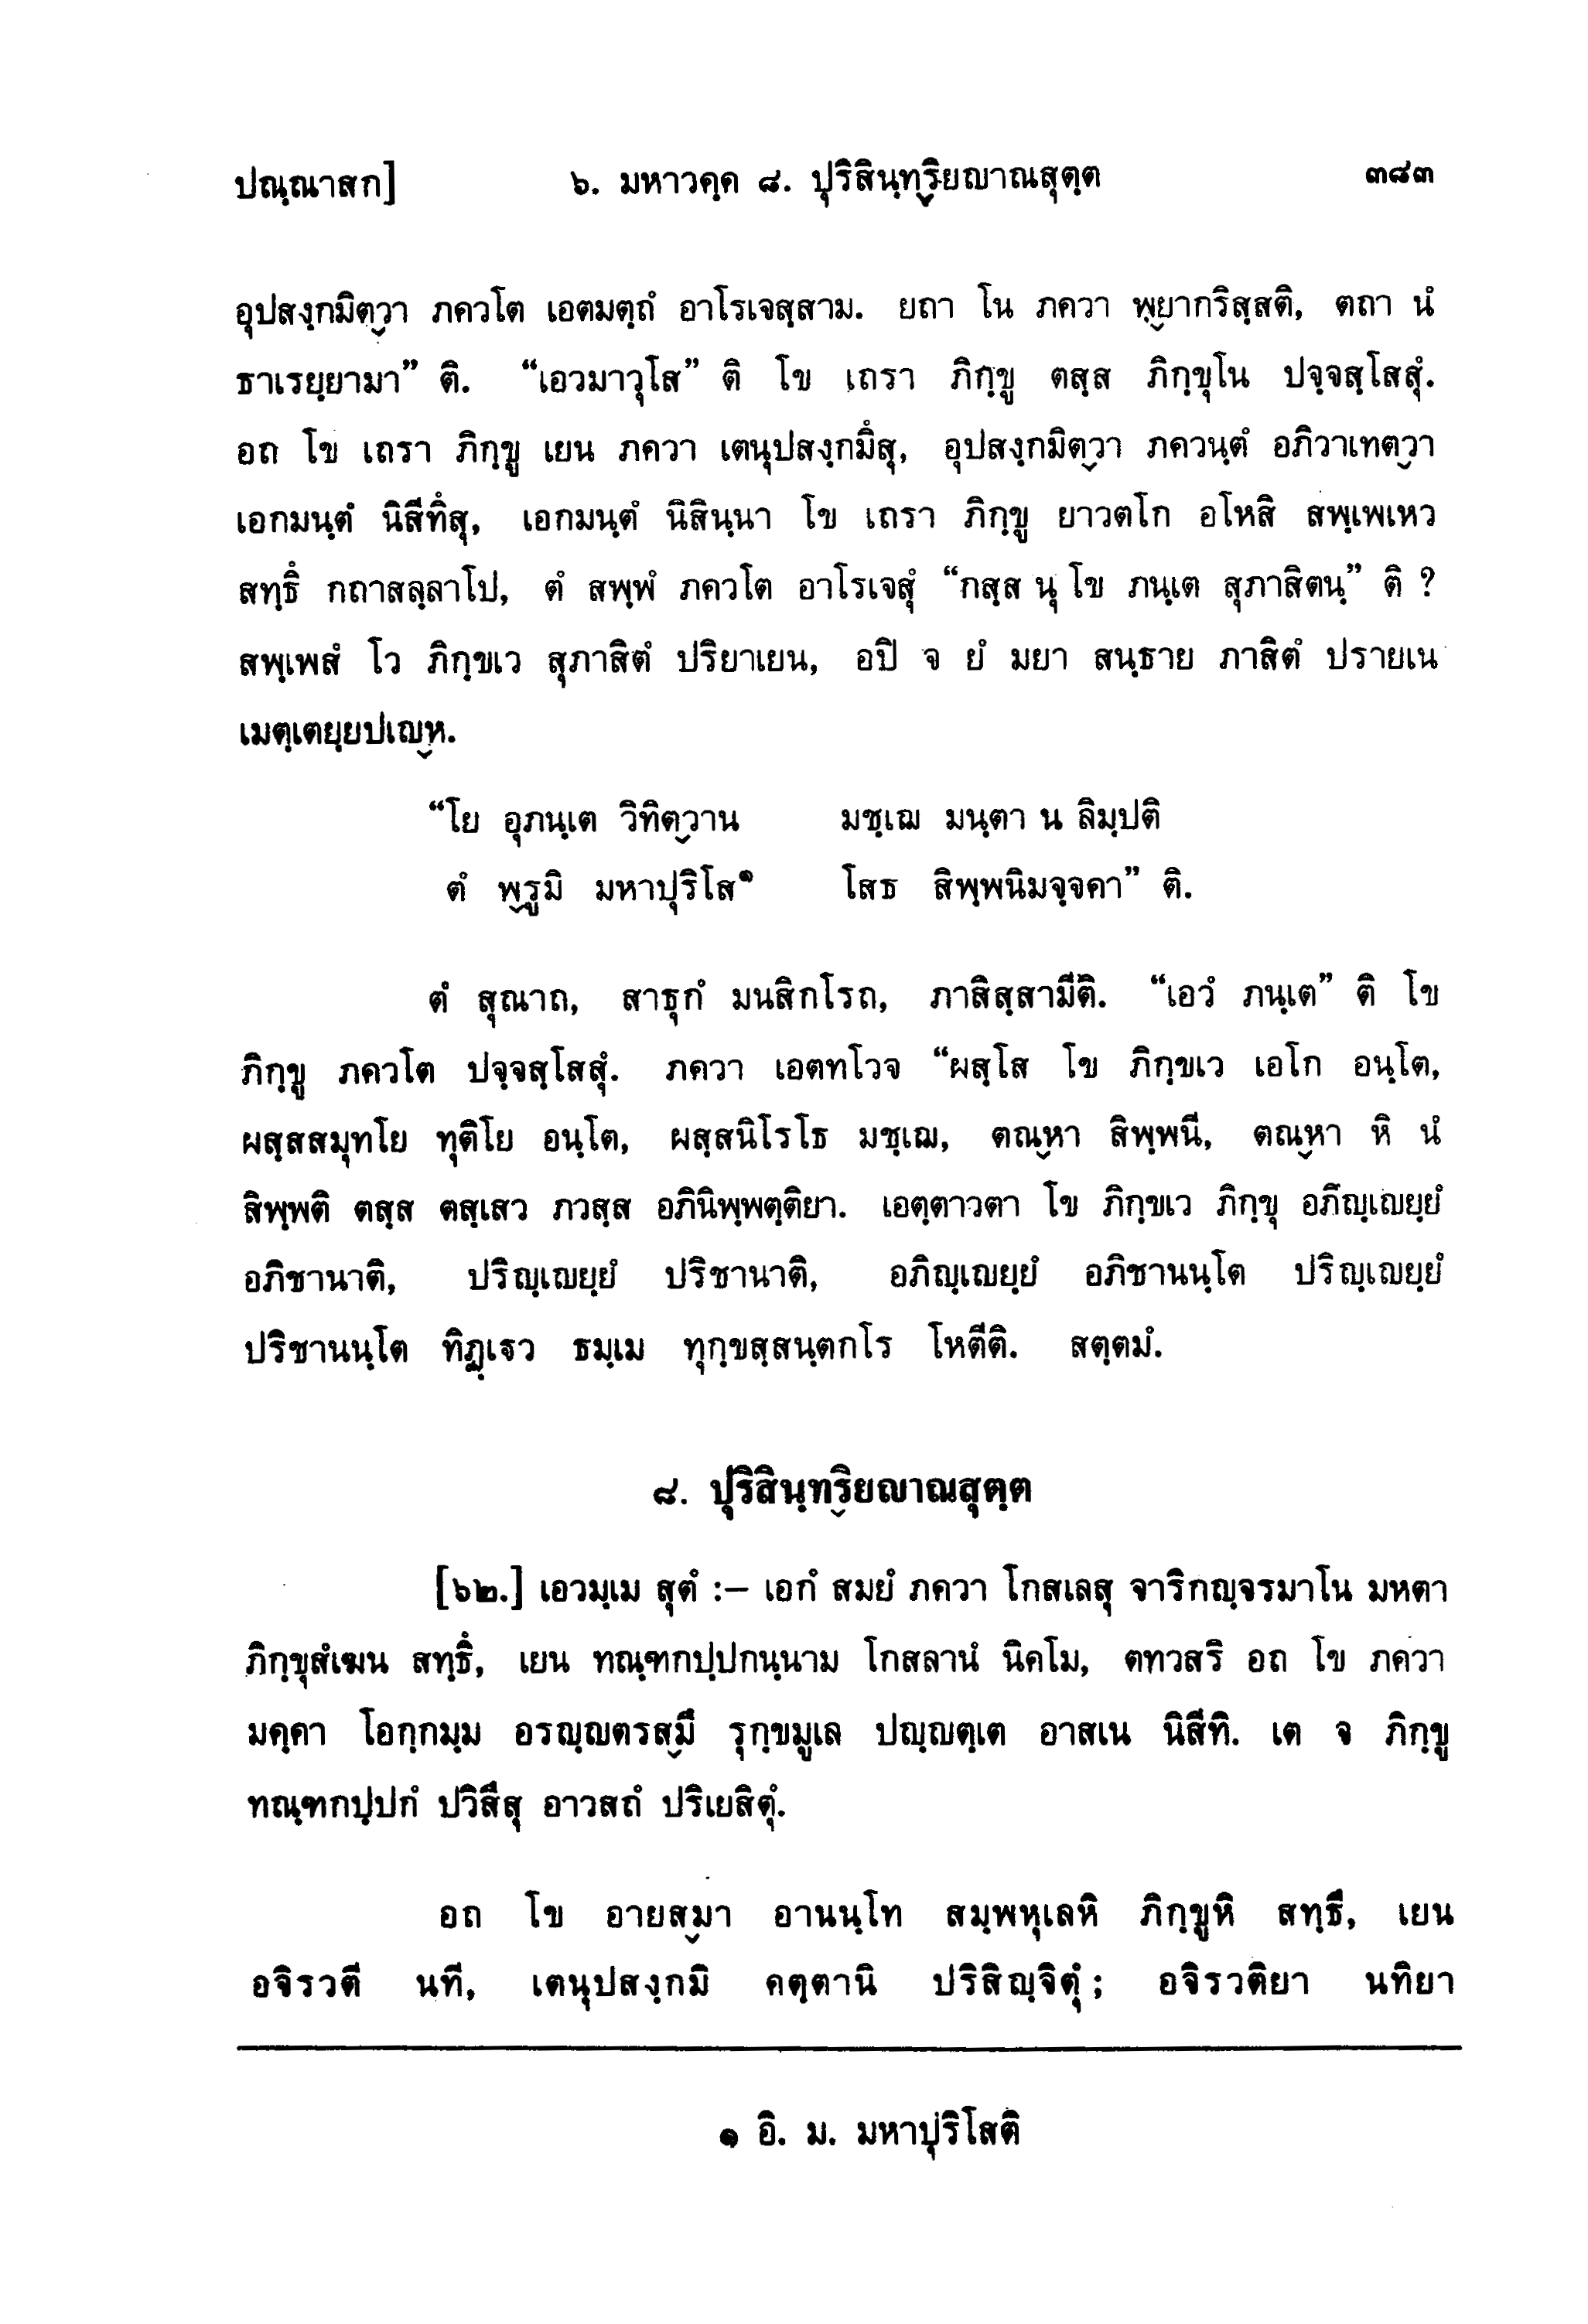 ปณฺณาสก] ๖. มหาวคฺค ๘. ปุริสินฺทฺริยญาณสุตฺต ๓๘๓
อุปสงฺกมิตฺวา ภควโต เอตมตฺถํ อาโรเจสฺสาม. ยถา โน ภควา พฺยากริสฺสติ, ตถา นํ
ธาเรยฺยามา” ติ. “เอวมาวุโส” ติ โข เถรา ภิกฺขู ตสฺส ภิกฺขุโน ปจฺจสฺโสสุํ.
อถ โข เถรา ภิกฺขู เยน ภควา เตนุปสงฺกมึสุ, อุปสงฺกมิตฺวา ภควนฺตํ อภิวาเทตฺวา
เอกมนฺตํ นิสีทึสุ, เอกมนฺตํ นิสินฺนา โข เถรา ภิกฺขู ยาวตโก อโหสิ สพฺเพเหว
สทฺธึ กถาสลฺลาโป, ตํ สพฺพํ ภควโต อาโรเจสุํ “กสฺส นุ โข ภนฺเต สุภาสิตนฺ” ติ ?
สพฺเพสํ โว ภิกฺขเว สุภาสิตํ ปริยาเยน, อปิ จ ยํ มยา สนฺธาย ภาสิตํ ปรายเน
เมตฺเตยฺยปเญฺห.
“โย อุภนฺเต วิทิตฺวาน มชฺเฌ มนฺตา น ลิมฺปติ
ตํ พฺรูมิ มหาปุริโส๑ โสธ สิพฺพนิมจฺจคา” ติ.
ตํ สุณาถ, สาธุกํ มนสิกโรถ, ภาสิสฺสามีติ. “เอวํ ภนฺเต” ติ โข
ภิกฺขู ภควโต ปจฺจสฺโสสุํ. ภควา เอตทโวจ “ผสฺโส โข ภิกฺขเว เอโก อนฺโต,
ผสฺสสมุทโย ทุติโย อนฺโต, ผสฺสนิโรโธ มชฺเฌ, ตณฺหา สิพฺพนี, ตณฺหา หิ นํ
สิพฺพติ ตสฺส ตสฺเสว ภวสฺส อภินิพฺพตฺติยา. เอตฺตาวตา โข ภิกฺขเว ภิกฺขุ อภิญฺเญยฺยํ
อภิชานาติ, ปริญฺเญยฺยํ ปริชานาติ, อภิญฺเญยฺยํ อภิชานนฺโต ปริญฺเญยฺยํ
ปริชานนฺโต ทิฏฺเฐว ธมฺเม ทุกฺขสฺสนฺตกโร โหตีติ. สตฺตมํ.
๘. ปุริสินฺทฺริยญาณสุตฺต
[๖๒.] เอวมฺเม สุตํ :– เอกํ สมยํ ภควา โกสเลสุ จาริกญฺจรมาโน มหตา
ภิกฺขุสํเฆน สทฺธึ, เยน ทณฺฑกปฺปกนฺนาม โกสลานํ นิคโม, ตทวสริ อถ โข ภควา
มคฺคา โอกฺกมฺม อรญฺญตรสฺมึ รุกฺขมูเล ปญฺญตฺเต อาสเน นิสีทิ. เต จ ภิกฺขู
ทณฺฑกปฺปกํ ปวิสึสุ อาวสถํ ปริเยสิตุํ.
อถ โข อายสฺมา อานนฺโท สมฺพหุเลหิ ภิกฺขูหิ สทฺธึ, เยน
อจิรวตี นที, เตนุปสงฺกมิ คตฺตานิ ปริสิญฺจิตุํ ; อจิรวติยา นทิยา
๑ อิ. ม. มหาปุริโสติ